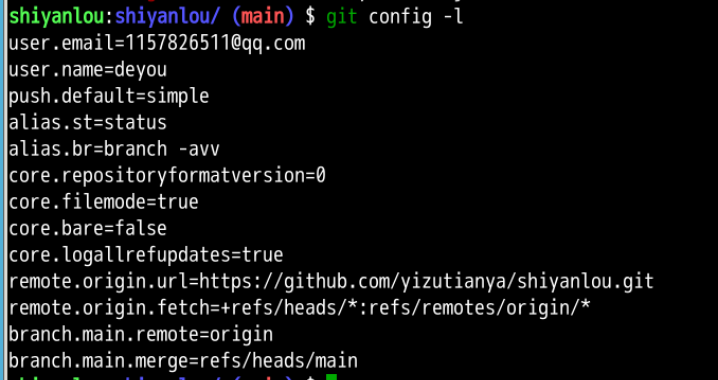 shiyanlou:shiyanlou/ (main) $ git config -l
user.email=1157826511@qq.com
user.name=deyou
push.default=simple
alias.st=status
alias.br=branch -avv
core.repositoryformatversion=0
core.filemode=true
core.bare=false
core.logallrefupdates=true
remote.origin.url=https://github.com/yizutianya/shiyanlou.git
remote.origin.fetch=+refs/heads/*:refs/remotes/origin/*
branch.main.remote=origin
branch.main.merge=refs/heads/main
shiyanlou:shiyanlou/ (main) $